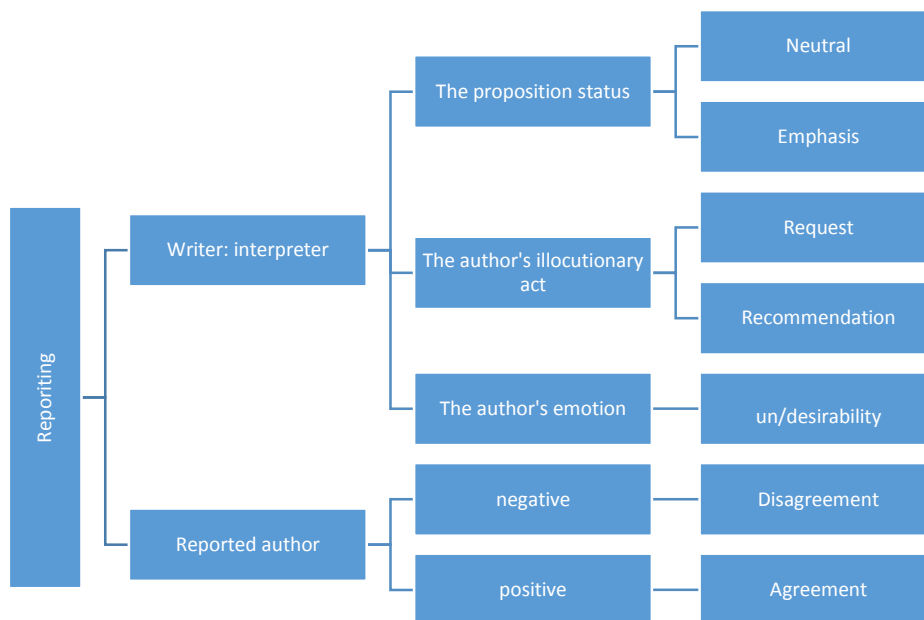 Reporiting
Writer: interpreter
The proposition status
Neutral
Emphasis
The author's illocutionary
act
Request
Recommendation
The author's emotion
un/desirability
Reported author
negative
Disagreement
positive
Agreement